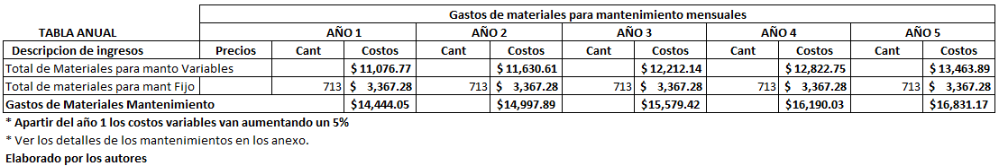 Gastos de materiales para mantenimiento mensuales
TABLA ANUAL AÑO 1 AÑO 2 AÑO 3 AÑO 4 AÑO 5
Descripcion de ingresos Precios Cant Costos Cant Costos Cant Costos Cant Costos Cant Costos
Total de Materiales para manto Variables $ 11,076.77 $ 11,630.61 $ 12,212.14 $ 12,822.75 $ 13,463.89
Total de materiales para mant Fijo 713 $ 3,367.28 713 $ 3,367.28 713 $ 3,367.28 713 $ 3,367.28 713 $ 3,367.28
Gastos de Materiales Mantenimiento $14,444.05 $14,997.89 $15,579.42 $16,190.03 $16,831.17
* Apartir del año 1 los costos variables van aumentando un 5%
* Ver los detalles de los mantenimientos en los anexo.
Elaborado por los autores